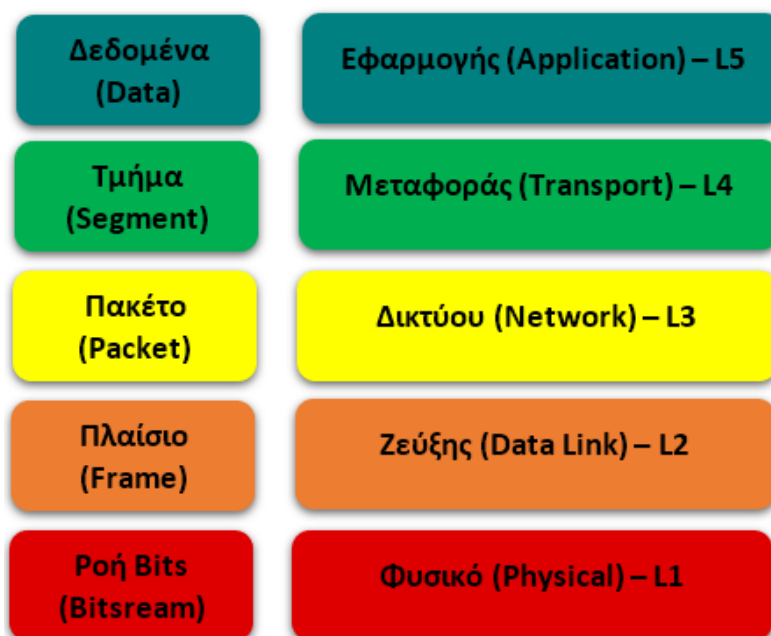 Δεδομένα
(Data)
Εφαρμογής (Application) – L5
Τμήμα
(Segment)
Μεταφοράς (Transport) – L4
Πακέτο
(Packet)
Δικτύου (Network) – L3
Πλαίσιο
(Frame)
Ζεύξης (Data Link) – L2
Ροή Bits
(Bitsream)
Φυσικό (Physical) – L1